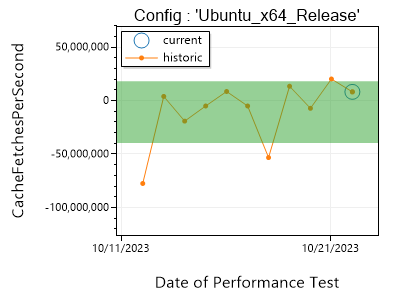 Config : 'Ubuntu_x64_Release'
current
historic
50,000,000
0
-50,000,000
-100,000,000
CacheFetchesPerSecond
10/11/2023
10/21/2023
Date of Performance Test